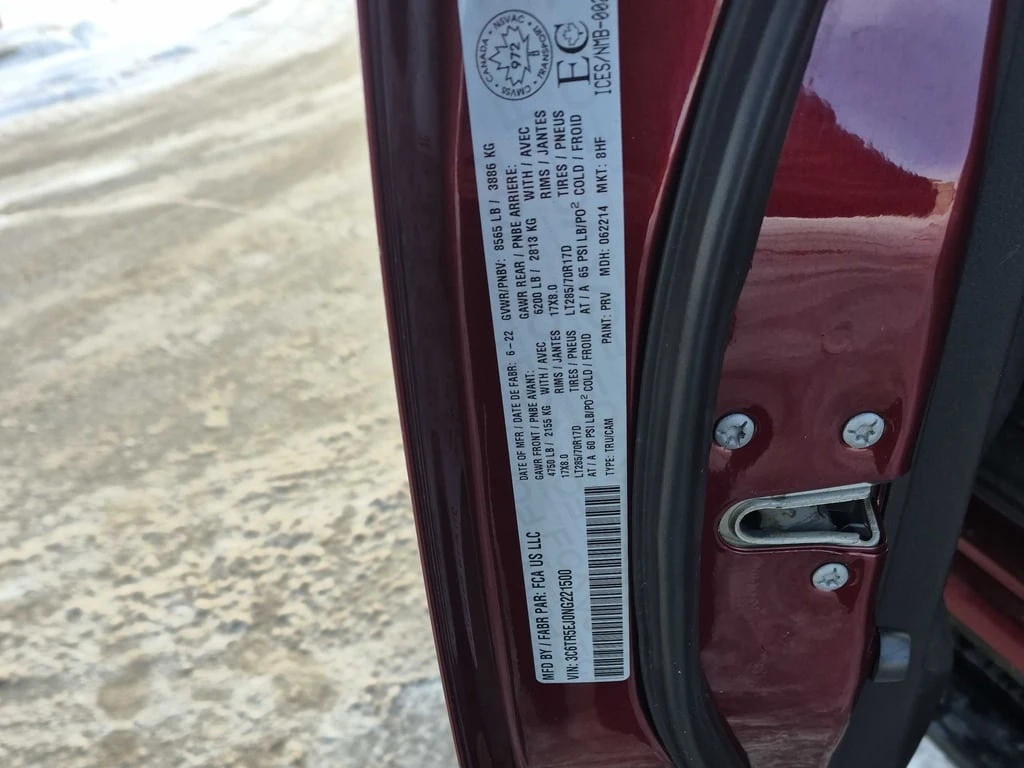 MFD BY / FABR PAR: FCA US LLC
VIN: 3C6TR5EJ0NG221500
DATE OF MFR / DATE DE FABR: 6-22
GAWR FRONT / PNBE AVANT:
4750 LB / 2155 KG WITH / AVEC
17X8.0 RIMS / JANTES
LT285/70R17D TIRES / PNEUS
AT / A 60 PSI LB/PO² COLD / FROID
TYPE: TRU/CAM
GVWR/PNBV: 8565 LB / 3886 KG
GAWR REAR / PNBE ARRIERE:
6200 LB / 2813 KG WITH / AVEC
17X8.0 RIMS / JANTES
LT285/70R17D TIRES / PNEUS
AT / A 65 PSI LB/PO² COLD / FROID
PAINT: PRV MDH: 062214 MKT: 8HF
CANADA • NSVAC •
972
CMVSS • TRANSPORT
EC
ICES/NMB-002